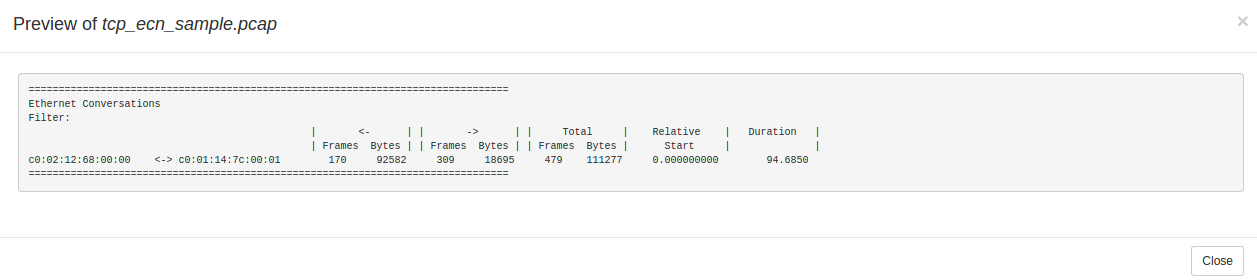 Preview of tcp_ecn_sample.pcap ×
================================================================================
Ethernet Conversations
Filter:
                                               |       <-      | |       ->      | |     Total     |    Relative    |   Duration   |
                                               | Frames  Bytes | | Frames  Bytes | | Frames  Bytes |      Start     |              |
c0:02:12:68:00:00    <-> c0:01:14:7c:00:01        170     92582     309     18695     479    111277     0.000000000        94.6850
================================================================================
Close